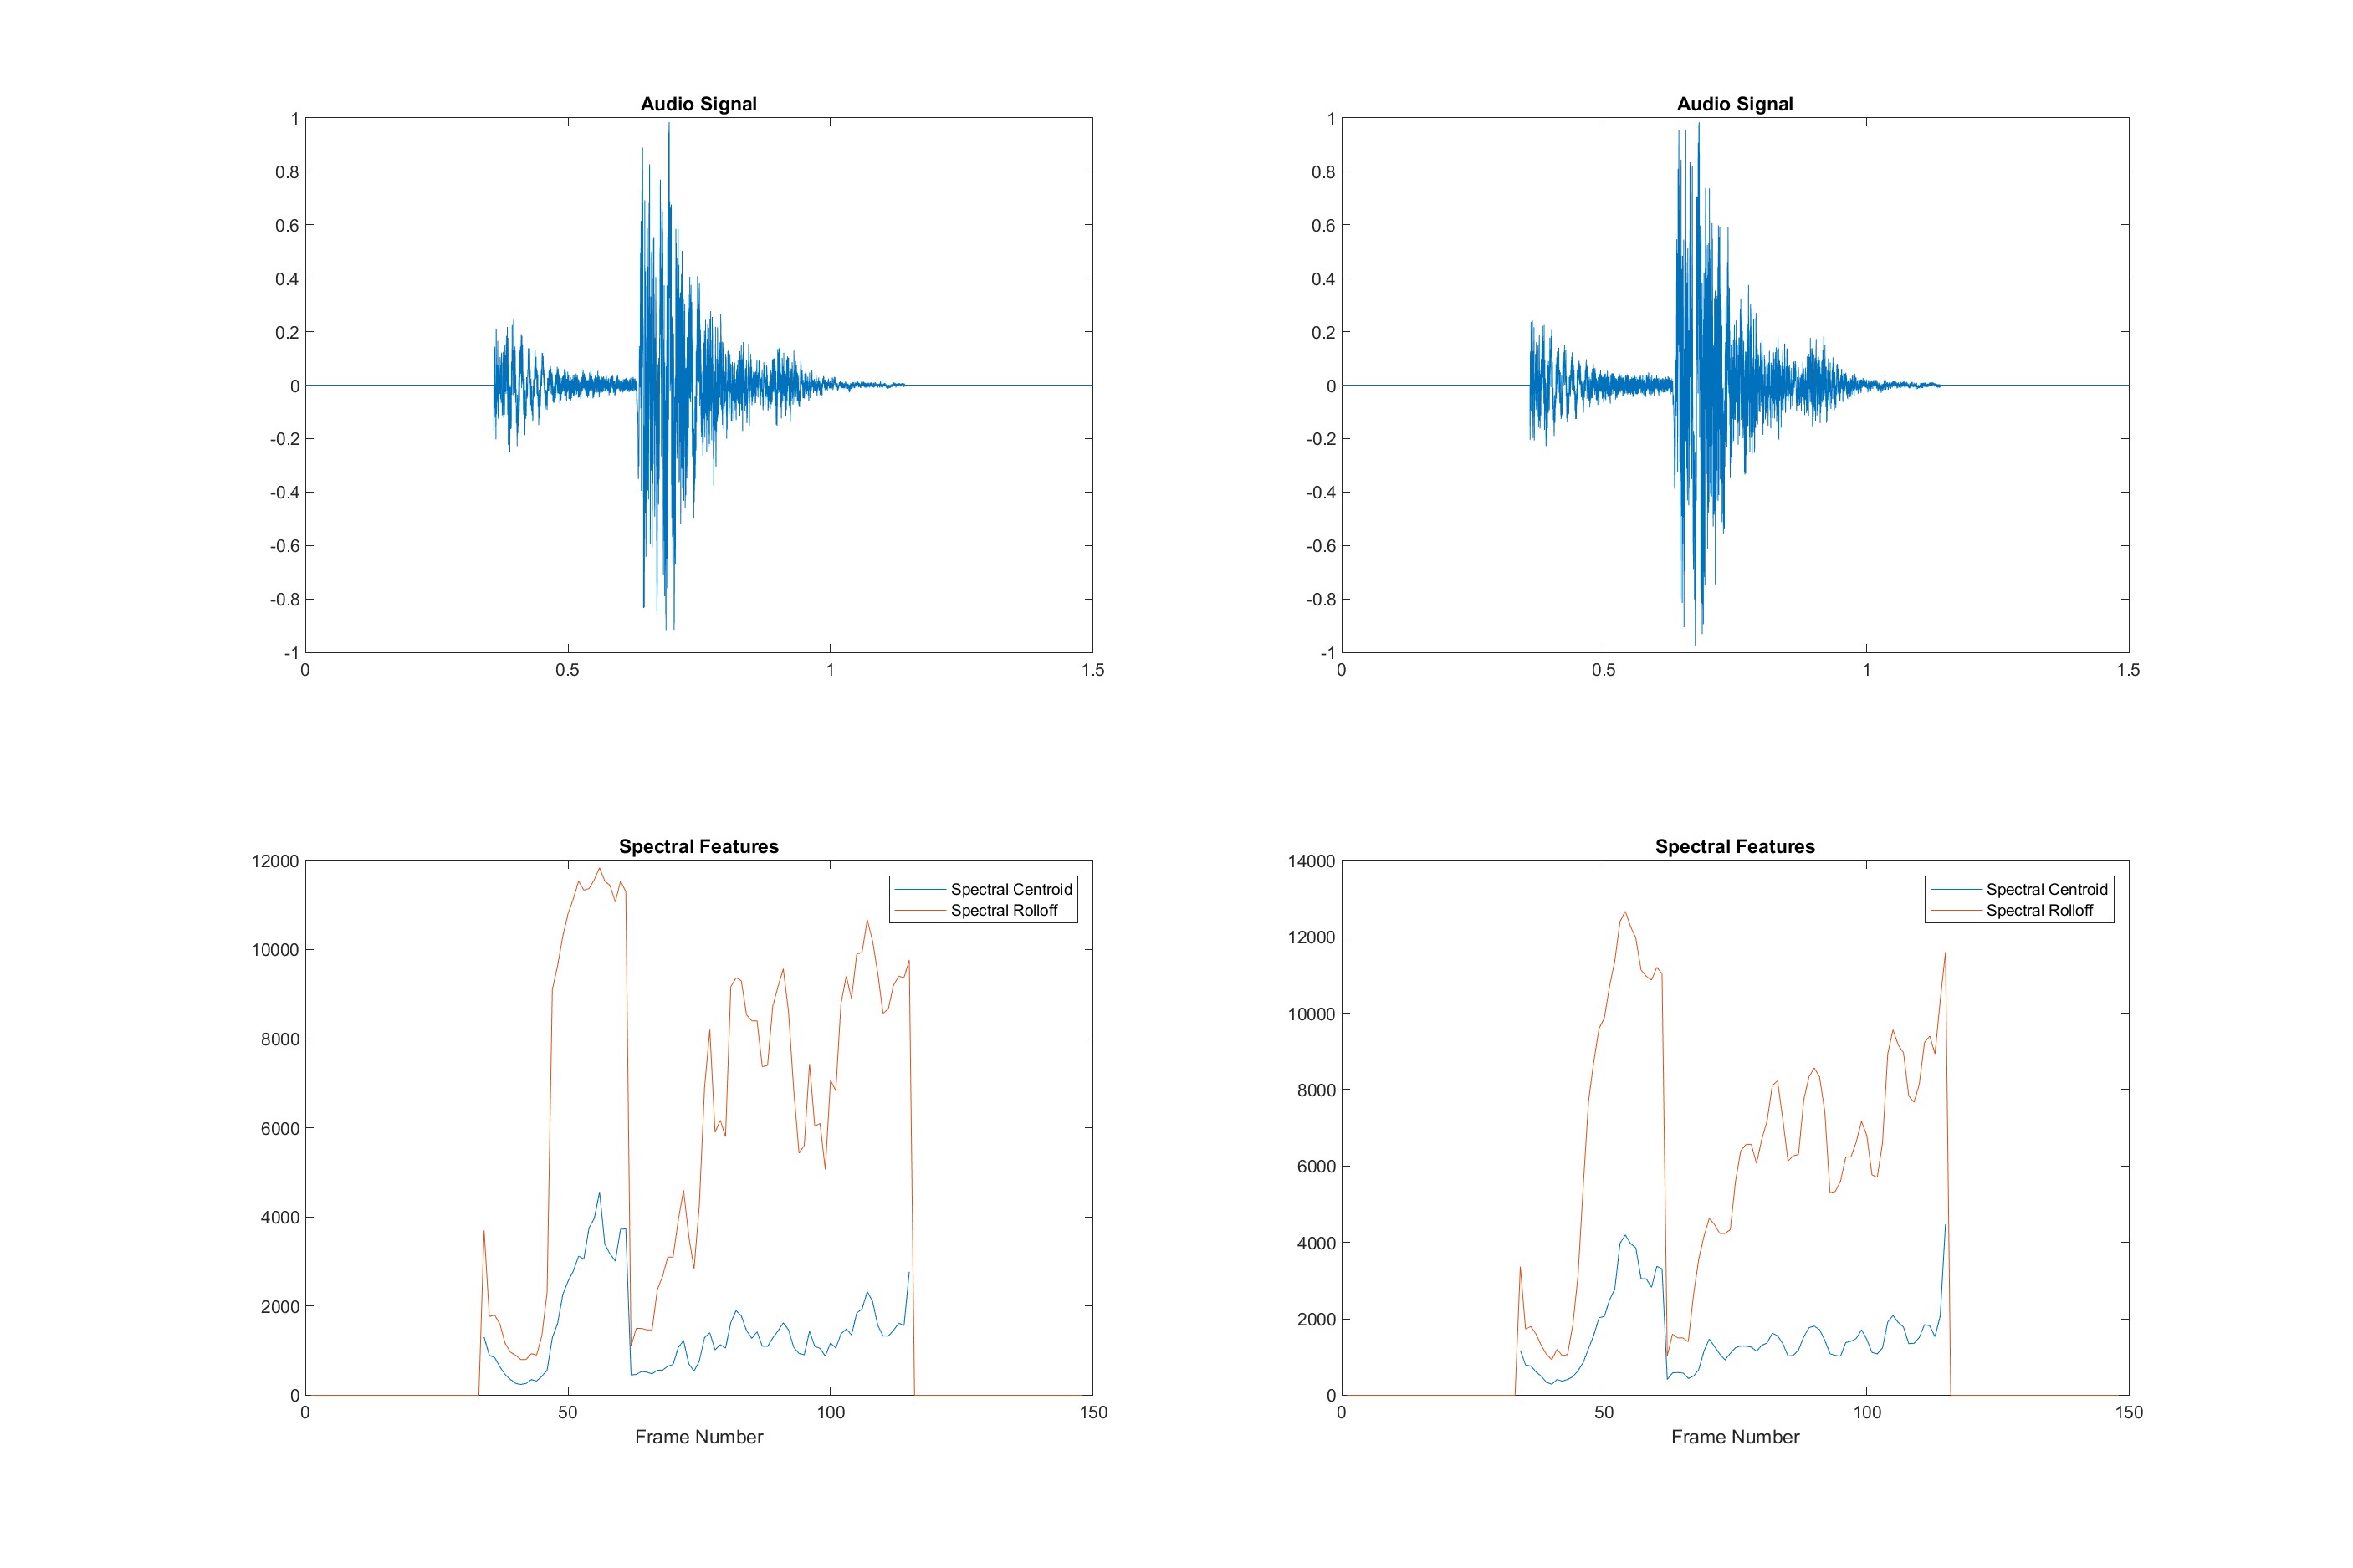 Audio Signal
1
0.8
0.6
0.4
0.2
0
-0.2
-0.4
-0.6
-0.8
-1
0 0.5 1 1.5
Audio Signal
1
0.8
0.6
0.4
0.2
0
-0.2
-0.4
-0.6
-0.8
-1
0 0.5 1 1.5
Spectral Features
12000
10000
8000
6000
4000
2000
0
0 50 100 150
Frame Number
Spectral Centroid
Spectral Rolloff
Spectral Features
14000
12000
10000
8000
6000
4000
2000
0
0 50 100 150
Frame Number
Spectral Centroid
Spectral Rolloff